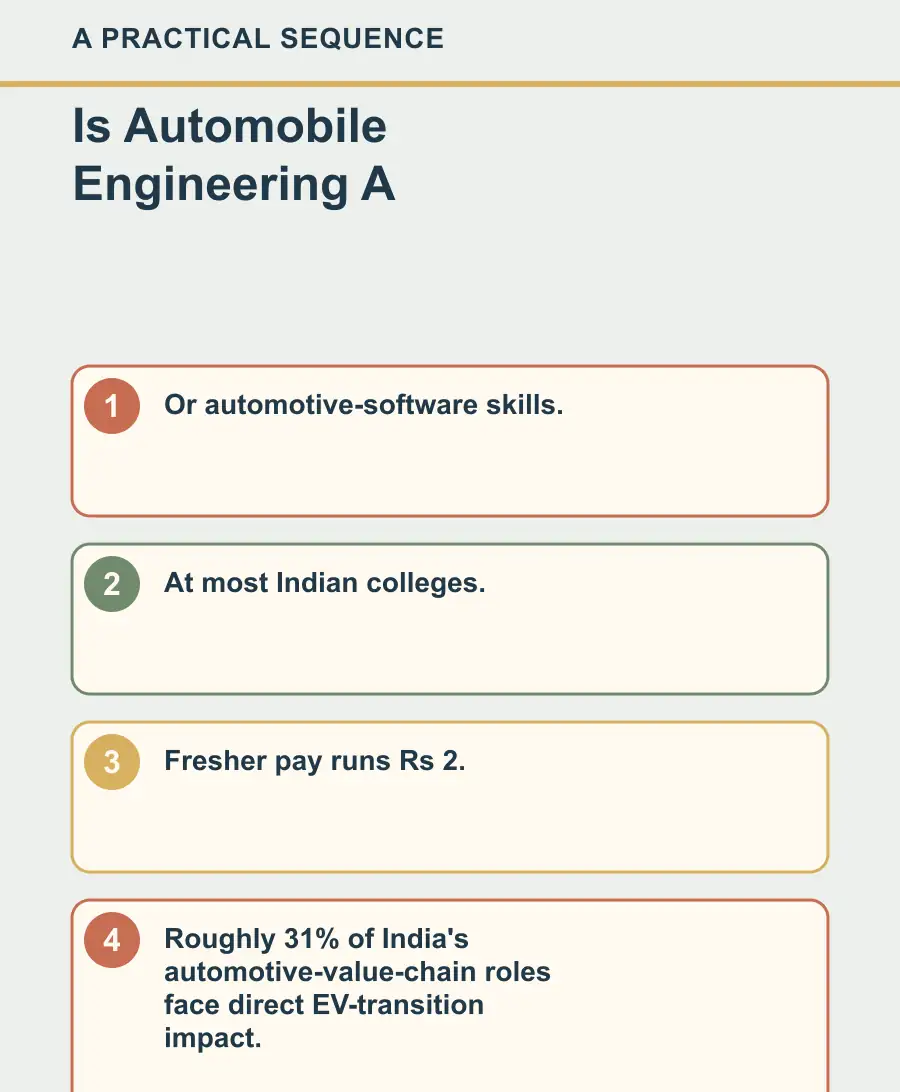 A PRACTICAL SEQUENCE
Is Automobile
Engineering A
1
Or automotive-software skills.
2
At most Indian colleges.
3
Fresher pay runs Rs 2.
4
Roughly 31% of India's
automotive-value-chain roles
face direct EV-transition
impact.